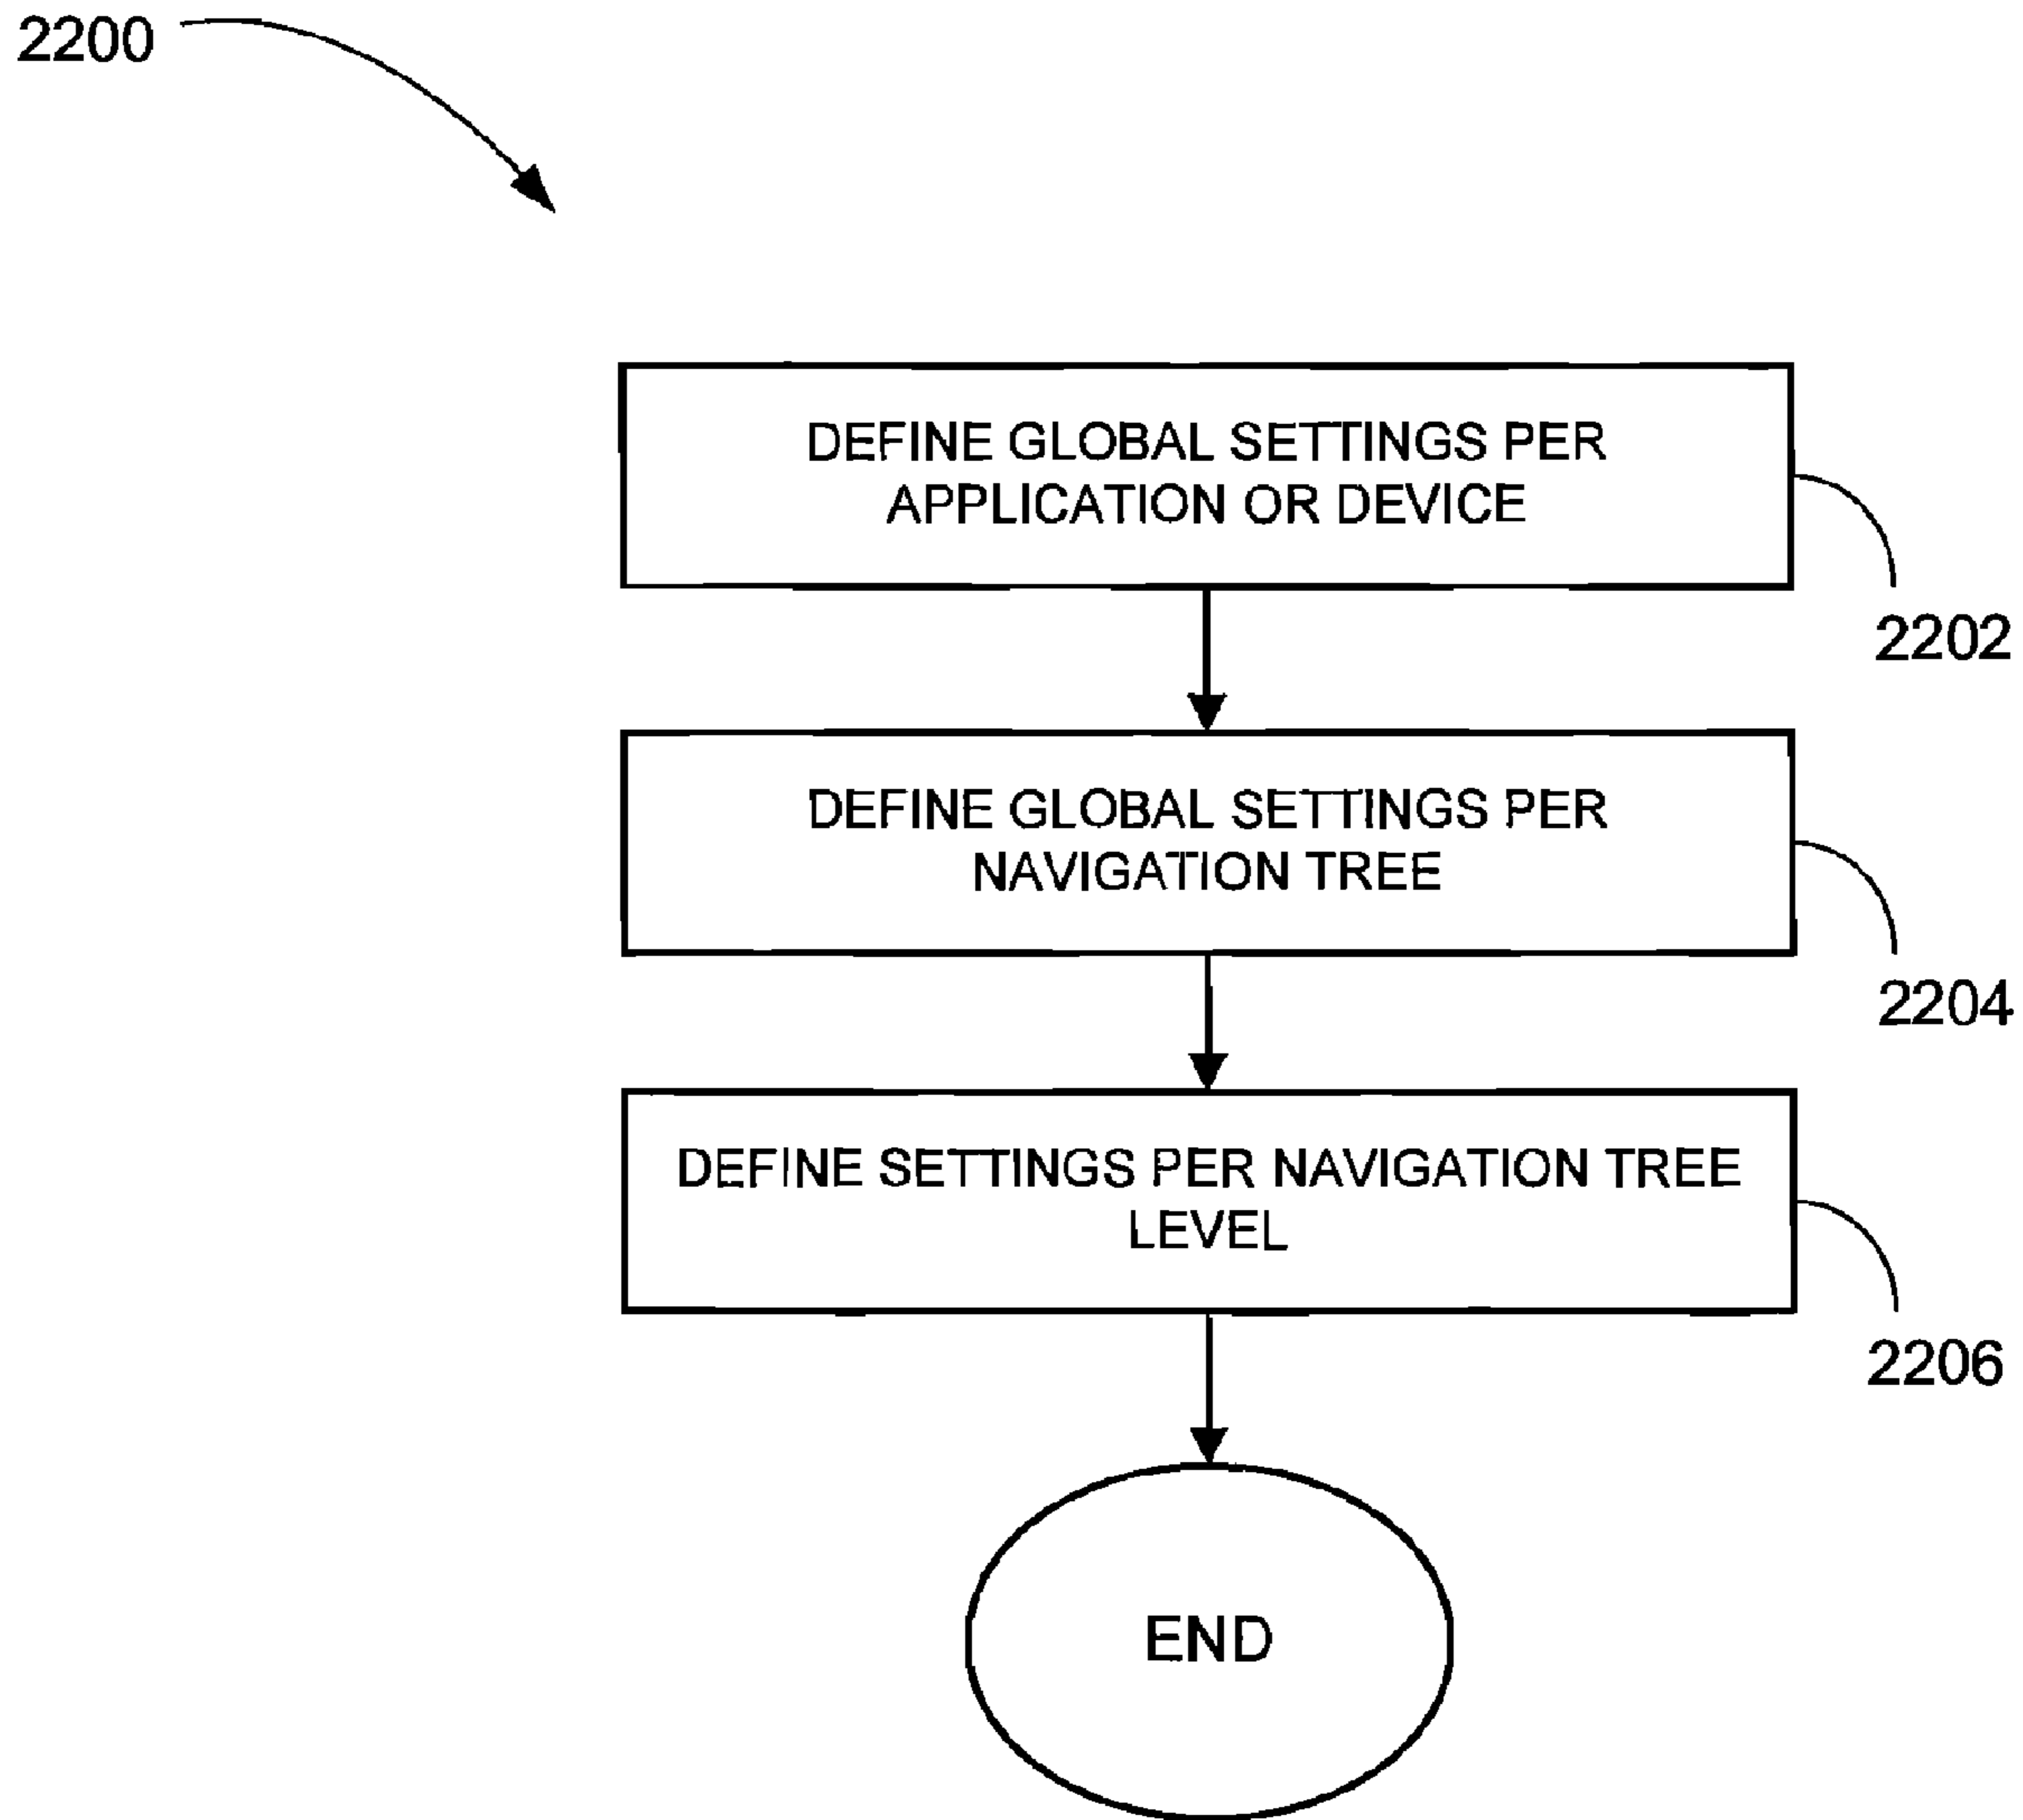 2200
DEFINE GLOBAL SETTINGS PER
APPLICATION OR DEVICE
2202
DEFINE GLOBAL SETTINGS PER
NAVIGATION TREE
2204
DEFINE SETTINGS PER NAVIGATION TREE
LEVEL
2206
END